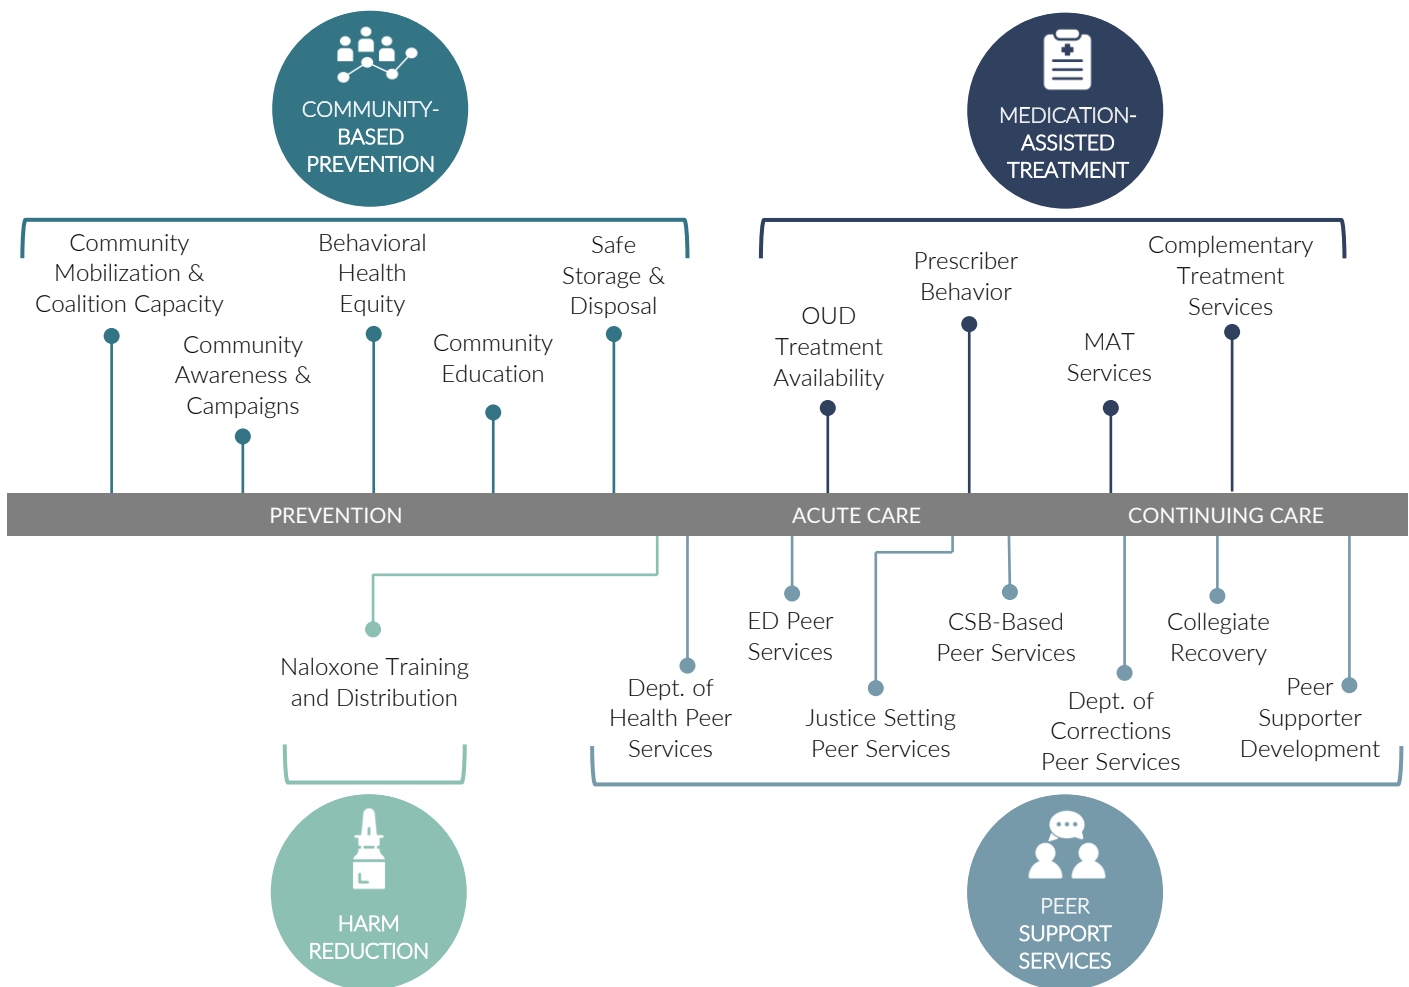 COMMUNITY-
BASED
PREVENTION
MEDICATION-
ASSISTED
TREATMENT
Community
Mobilization &
Coalition Capacity
Community
Awareness &
Campaigns
Behavioral
Health
Equity
Community
Education
Safe
Storage &
Disposal
OUD
Treatment
Availability
Prescriber
Behavior
MAT
Services
Complementary
Treatment
Services
PREVENTION
ACUTE CARE
CONTINUING CARE
Naloxone Training
and Distribution
Dept. of
Health Peer
Services
ED Peer
Services
Justice Setting
Peer Services
CSB-Based
Peer Services
Dept. of
Corrections
Peer Services
Collegiate
Recovery
Peer
Supporter
Development
HARM
REDUCTION
PEER
SUPPORT
SERVICES